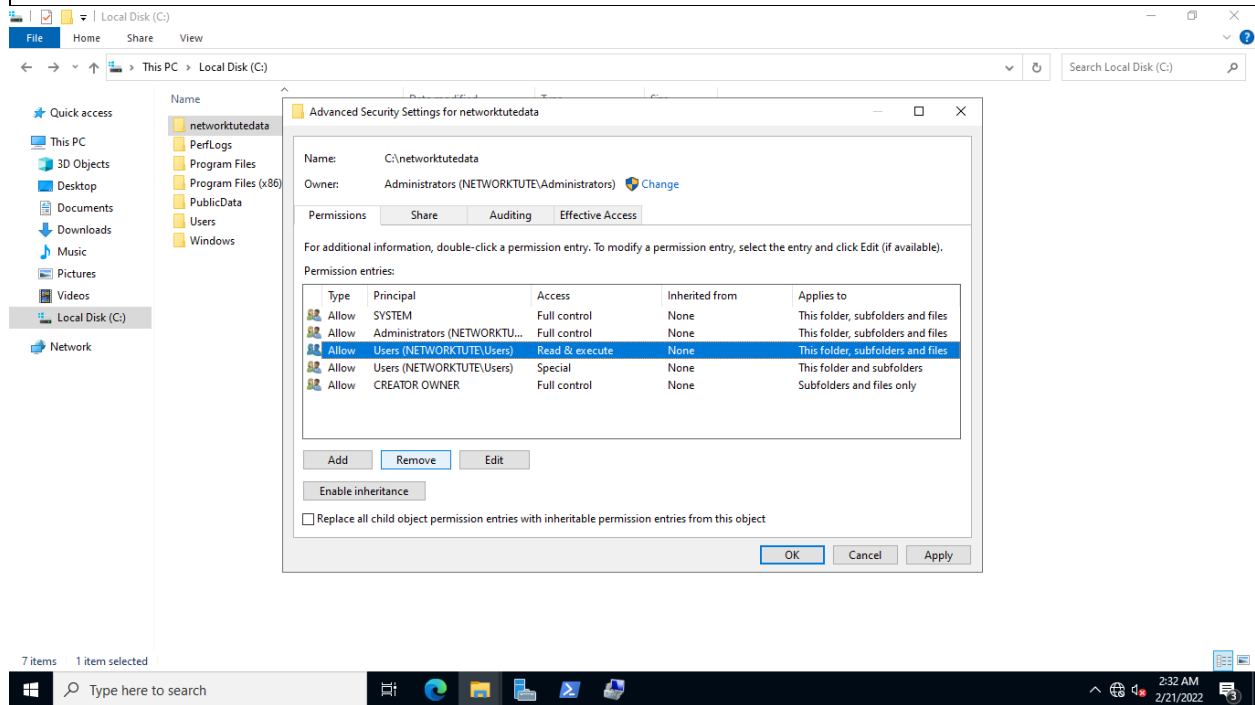 Local Disk (C:)
File Home Share View
This PC > Local Disk (C:)
Search Local Disk (C:)
Name
Quick access
This PC
3D Objects
Desktop
Documents
Downloads
Music
Pictures
Videos
Local Disk (C:)
Network
networktutedata
PerfLogs
Program Files
Program Files (x86)
PublicData
Users
Windows
Advanced Security Settings for networktutedata
Name: C:\networktutedata
Owner: Administrators (NETWORKTUTE\Administrators) Change
Permissions Share Auditing Effective Access
For additional information, double-click a permission entry. To modify a permission entry, select the entry and click Edit (if available).
Permission entries:
Type Principal Access Inherited from Applies to
Allow SYSTEM Full control None This folder, subfolders and files
Allow Administrators (NETWORKTU... Full control None This folder, subfolders and files
Allow Users (NETWORKTUTE\Users) Read & execute None This folder, subfolders and files
Allow Users (NETWORKTUTE\Users) Special None This folder and subfolders
Allow CREATOR OWNER Full control None Subfolders and files only
Add Remove Edit
Enable inheritance
Replace all child object permission entries with inheritable permission entries from this object
OK Cancel Apply
7 items 1 item selected
Type here to search
2:32 AM
2/21/2022
3